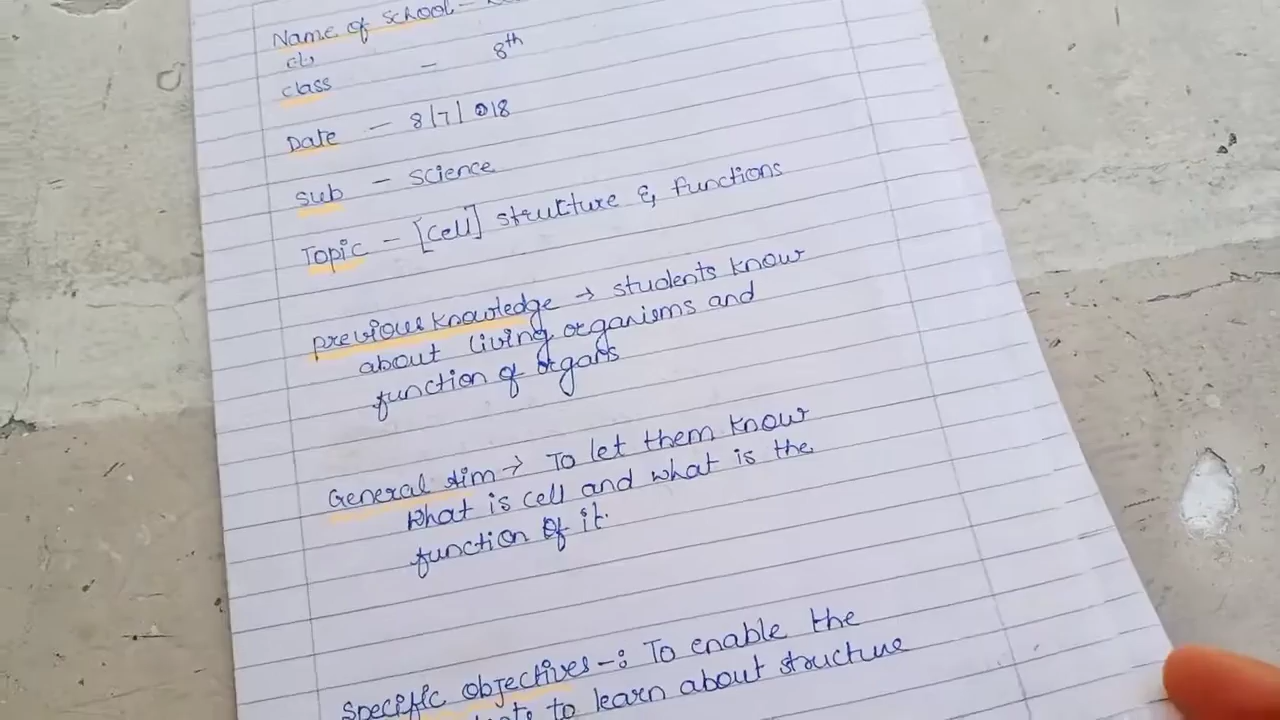 Name of School -
cls
class - 8th
Date - 8/7/018
Sub - Science
Topic - [Cell] structure & functions
previous knowledge → students know
about living organisms and
function of organs
General Aim → To let them know
what is cell and what is the
function of it.
Specific objectives -: To enable the
to learn about structure